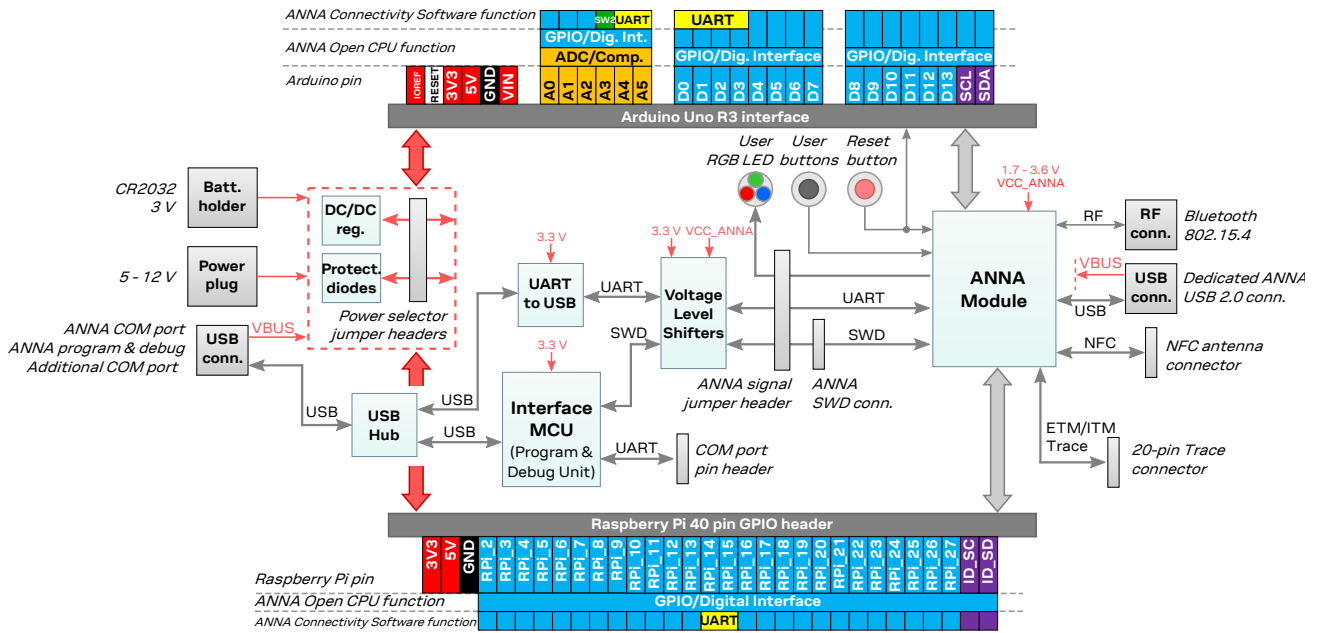 ANNA Connectivity Software function
SW2
UART
UART
GPIO/Dig. Int.
ANNA Open CPU function
ADC/Comp.
GPIO/Dig. Interface
GPIO/Dig. Interface
Arduino pin
IOREF
RESET
3V3
5V
GND
VIN
A0
A1
A2
A3
A4
A5
D0
D1
D2
D3
D4
D5
D6
D7
D8
D9
D10
D11
D12
D13
SCL
SDA
Arduino Uno R3 interface
User
RGB LED
User
buttons
Reset
button
1.7 - 3.6 V
VCC_ANNA
CR2032
3 V
Batt.
holder
DC/DC
reg.
RF
RF
conn.
Bluetooth
802.15.4
5 - 12 V
Power
plug
Protect.
diodes
Power selector
jumper headers
3.3 V
UART
to USB
UART
3.3 V
VCC_ANNA
Voltage
Level
Shifters
UART
SWD
SWD
ANNA
Module
VBUS
USB
USB
conn.
Dedicated ANNA
USB 2.0 conn.
ANNA COM port
ANNA program & debug
Additional COM port
USB
conn.
VBUS
3.3 V
NFC
NFC antenna
connector
ANNA signal
jumper header
ANNA
SWD conn.
USB
USB
Hub
USB
USB
Interface
MCU
(Program &
Debug Unit)
UART
COM port
pin header
ETM/ITM
Trace
20-pin Trace
connector
Raspberry Pi 40 pin GPIO header
3V3
5V
GND
RPi_2
RPi_3
RPi_4
RPi_5
RPi_6
RPi_7
RPi_8
RPi_9
RPi_10
RPi_11
RPi_12
RPi_13
RPi_14
RPi_15
RPi_16
RPi_17
RPi_18
RPi_19
RPi_20
RPi_21
RPi_22
RPi_23
RPi_24
RPi_25
RPi_26
RPi_27
ID_SC
ID_SD
Raspberry Pi pin
ANNA Open CPU function
GPIO/Digital Interface
ANNA Connectivity Software function
UART